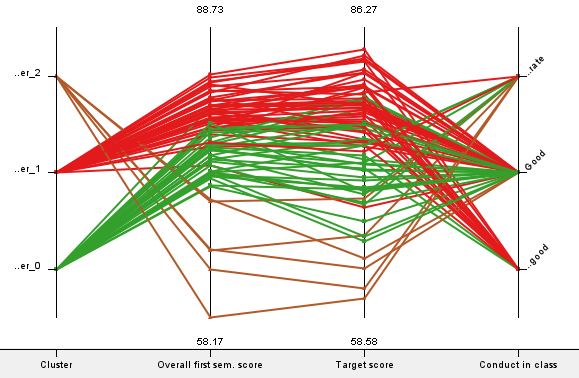 88.73 86.27
..er_2 ..rate
..er_1 Good
..er_0 ..good
58.17 58.58
Cluster Overall first sem. score Target score Conduct in class